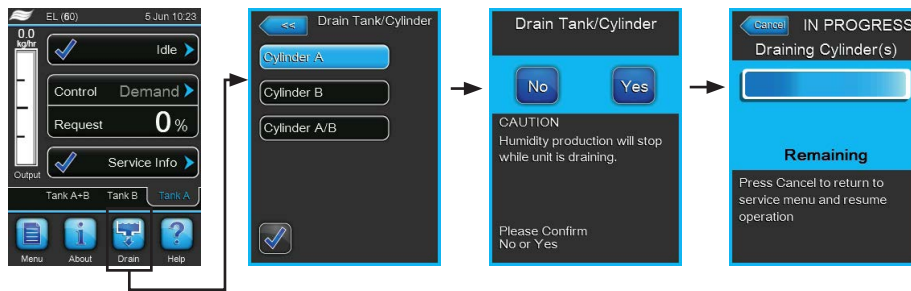 EL (60) 5 Jun 10:23
0.0
kg/hr
Idle
Control Demand
Request 0 %
Service Info
Output
Tank A+B Tank B Tank A
Menu About Drain Help
<< Drain Tank/Cylinder
Cylinder A
Cylinder B
Cylinder A/B
Drain Tank/Cylinder
No Yes
CAUTION
Humidity production will stop
while unit is draining.
Please Confirm
No or Yes
Cancel IN PROGRESS
Draining Cylinder(s)
Remaining
Press Cancel to return to
service menu and resume
operation